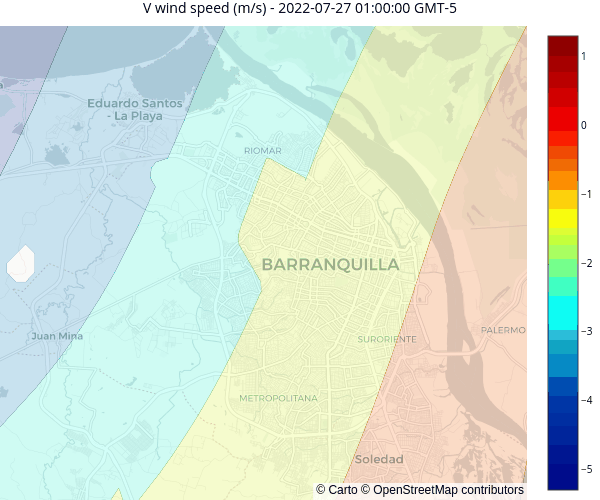 V wind speed (m/s) - 2022-07-27 01:00:00 GMT-5
1
Eduardo Santos
- La Playa
0
RIOMAR
−1
BARRANQUILLA
−2
Juan Mina
SURORIENTE
PALERMO
−3
METROPOLITANA
−4
Soledad
−5
© Carto © OpenStreetMap contributors